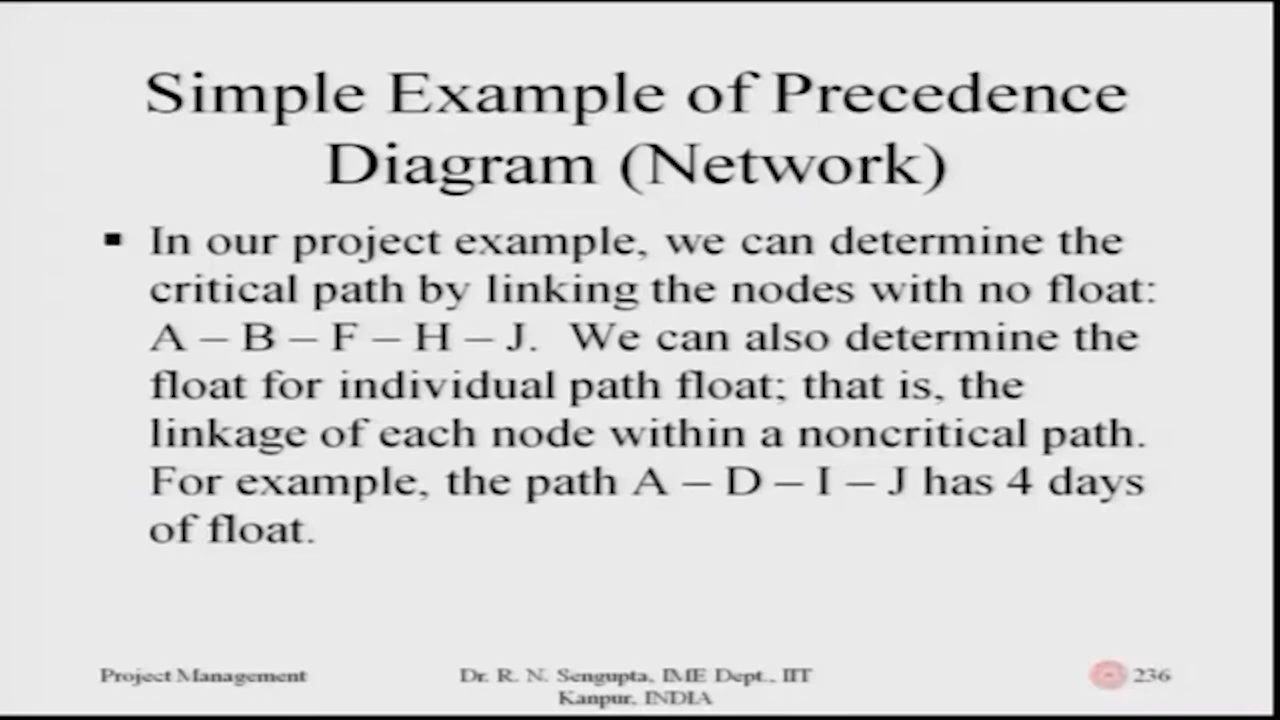 Simple Example of Precedence
Diagram (Network)
▪ In our project example, we can determine the
critical path by linking the nodes with no float:
A – B – F – H – J. We can also determine the
float for individual path float; that is, the
linkage of each node within a noncritical path.
For example, the path A – D – I – J has 4 days
of float.
Project Management
Dr. R. N. Sengupta, IME Dept., IIT
Kanpur, INDIA
236